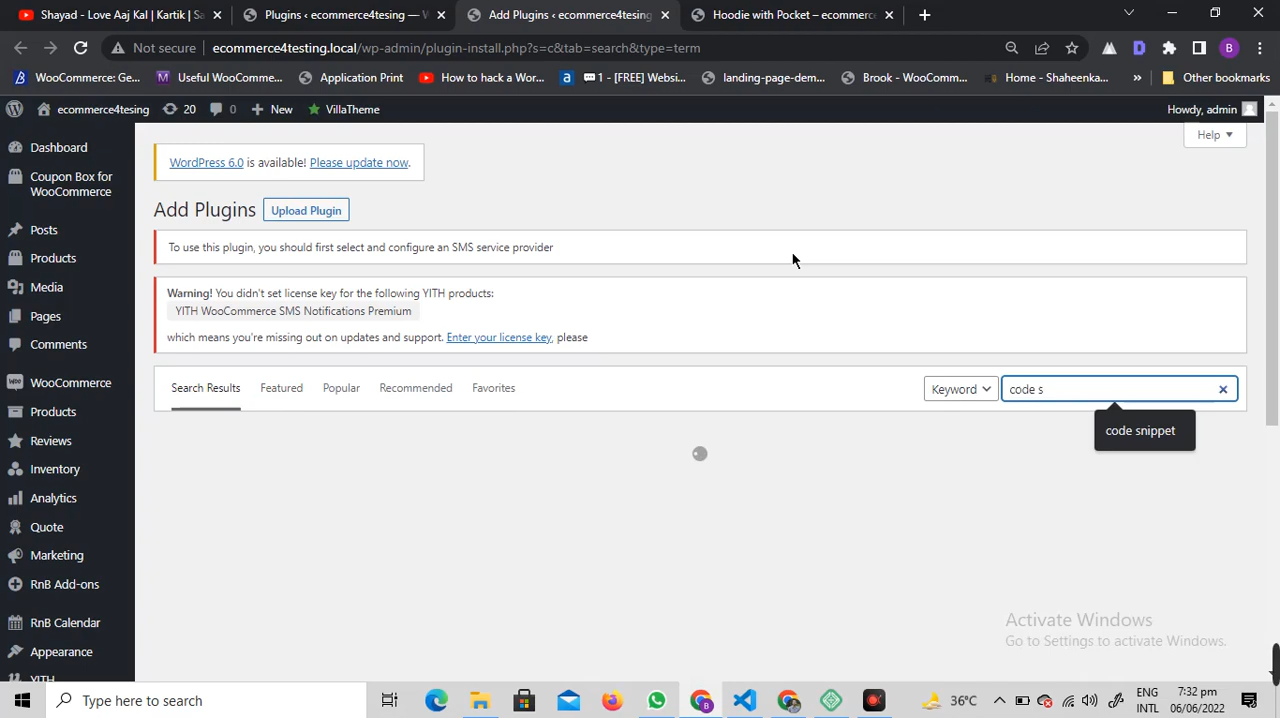 Shayad - Love Aaj Kal | Kartik | Sa
Plugins ‹ ecommerce4testing — W
Add Plugins ‹ ecommerce4testing
Hoodie with Pocket – ecommerce
Not secure
ecommerce4testing.local/wp-admin/plugin-install.php?s=c&tab=search&type=term
B
WooCommerce: Ge...
Useful WooComme...
Application Print
How to hack a Wor...
1 - [FREE] Websi...
landing-page-dem...
Brook - WooComm...
Home - Shaheenka...
»
Other bookmarks
ecommerce4tesing
20
0
New
VillaTheme
Howdy, admin
Dashboard
Coupon Box for
WooCommerce
Posts
Products
Media
Pages
Comments
WooCommerce
Products
Reviews
Inventory
Analytics
Quote
Marketing
RnB Add-ons
RnB Calendar
Appearance
YITH
Help
WordPress 6.0 is available! Please update now.
Add Plugins
Upload Plugin
To use this plugin, you should first select and configure an SMS service provider
Warning! You didn't set license key for the following YITH products:
YITH WooCommerce SMS Notifications Premium
which means you're missing out on updates and support. Enter your license key, please
Search Results
Featured
Popular
Recommended
Favorites
Keyword
code s
code snippet
Activate Windows
Go to Settings to activate Windows.
Type here to search
36°C
ENG
INTL
7:32 pm
06/06/2022